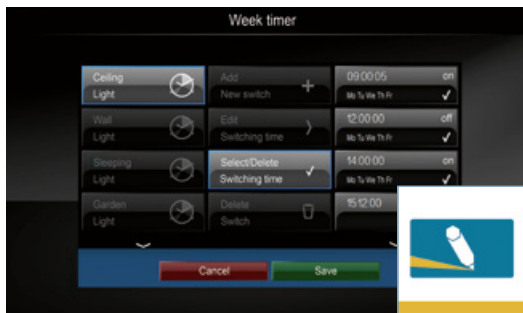 Week timer
Ceiling
Light
Wall
Light
Sleeping
Light
Garden
Light
Add
New switch
Edit
Switching time
Select/Delete
Switching time
Delete
Switch
09:00:05 on
Mo Tu We Th Fr
12:00:00 off
Mo Tu We Th Fr
14:00:00 on
Mo Tu We Th Fr
15:12:00
Cancel
Save